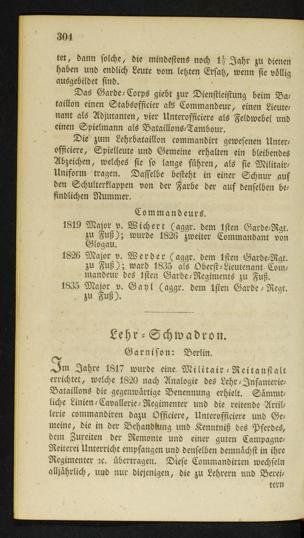 304
tet, dann solche, die mindestens noch 1½ Jahr zu dienen
haben und endlich Leute vom letzten Ersatz, wenn sie völlig
ausgebildet sind.
Das Garde-Corps giebt zur Dienstleistung beim Ba-
taillon einen Stabsofficier als Commandeur, einen Lieute-
nant als Adjutanten, vier Unterofficiere als Feldwebel und
einen Spielmann als Bataillons-Tambour.
Die zum Lehrbataillon commandirt gewesenen Unter-
officiere, Spielleute und Gemeine erhalten ein bleibendes
Abzeichen, welches sie so lange führen, als sie Militair-
Uniform tragen. Dasselbe besteht in einer Schnur auf
den Schulterklappen von der Farbe der auf denselben be-
findlichen Nummer.
Commandeurs.
1819 Major v. Wichert (aggr. dem 1sten Garde-Rgt.
zu Fuß); wurde 1826 zweiter Commandant von
Glogau.
1826 Major v. Werder (aggr. dem 1sten Garde-Rgt.
zu Fuß); ward 1835 als Oberst-Lieutenant Com-
mandeur des 1sten Garde-Regiments zu Fuß.
1835 Major v. Gayl (aggr. dem 1sten Garde-Regt.
zu Fuß).
Lehr-Schwadron.
Garnison: Berlin.
Im Jahre 1817 wurde eine Militair-Reitanstalt
errichtet, welche 1820 nach Analogie des Lehr-Infanterie-
Bataillons die gegenwärtige Benennung erhielt. Sämmt-
liche Linien-Cavallerie-Regimenter und die reitende Artil-
lerie commandiren dazu Officiere, Unterofficiere und Ge-
meine, die in der Behandlung und Kenntniß des Pferdes,
dem Zureiten der Remonte und einer guten Campagne-
Reiterei Unterricht empfangen und denselben demnächst in ihre
Regimenter ꝛc. übertragen. Diese Commandirten wechseln
alljährlich, und nur diejenigen, die zu Lehrern und Berei-
tern